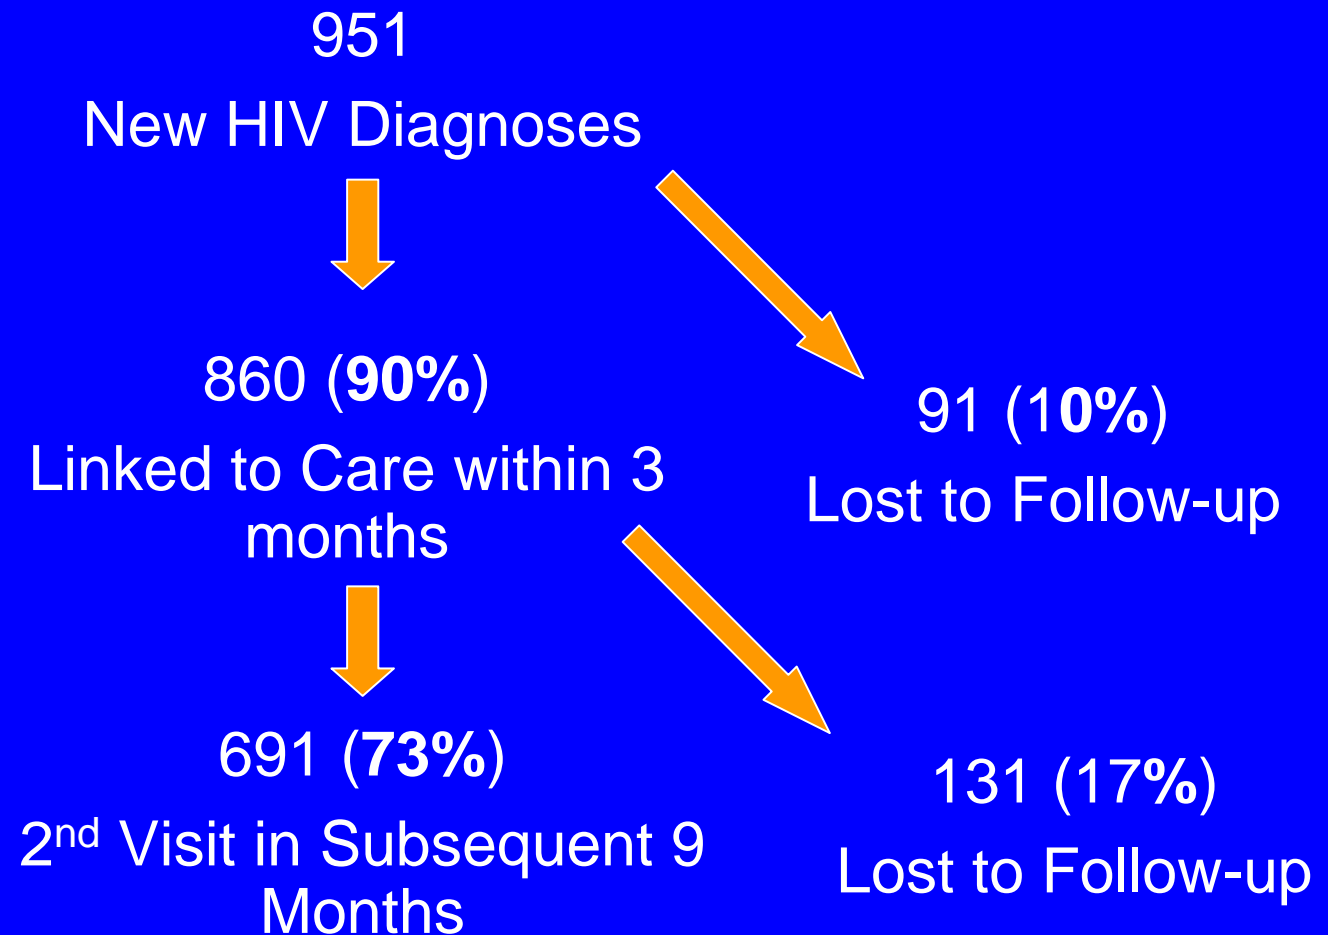 951
New HIV Diagnoses
860 (90%)
Linked to Care within 3
months
91 (10%)
Lost to Follow-up
691 (73%)
2nd Visit in Subsequent 9
Months
131 (17%)
Lost to Follow-up